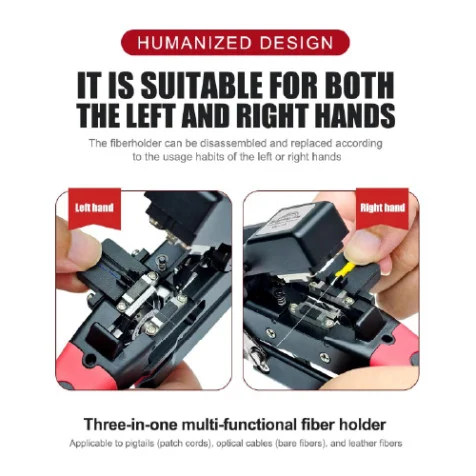 HUMANIZED DESIGN
IT IS SUITABLE FOR BOTH
THE LEFT AND RIGHT HANDS
The fiberholder can be disassembled and replaced according
to the usage habits of the left or right hands
Left hand
Right hand
Three-in-one multi-functional fiber holder
Applicable to pigtails (patch cords), optical cables (bare fibers), and leather fibers